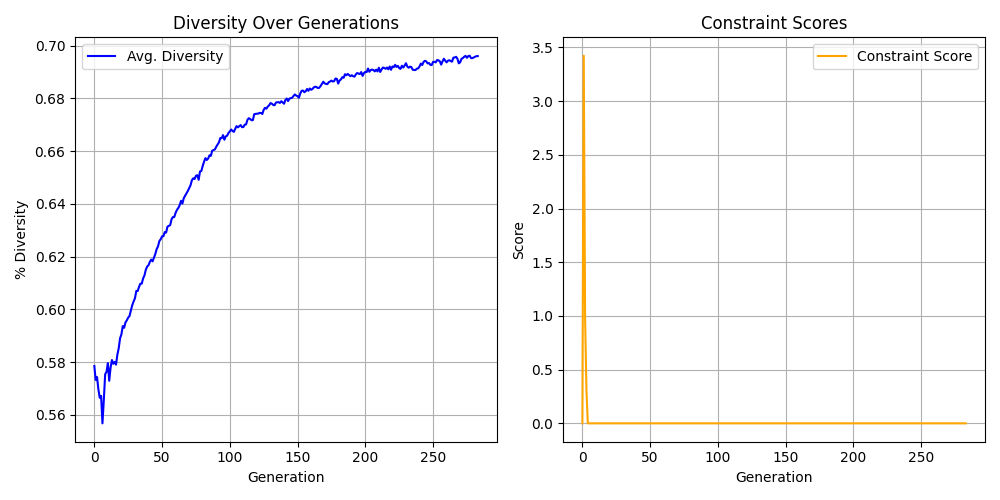 Diversity Over Generations
Avg. Diversity
% Diversity
0.70
0.68
0.66
0.64
0.62
0.60
0.58
0.56
0 50 100 150 200 250
Generation
Constraint Scores
Constraint Score
Score
3.5
3.0
2.5
2.0
1.5
1.0
0.5
0.0
0 50 100 150 200 250
Generation